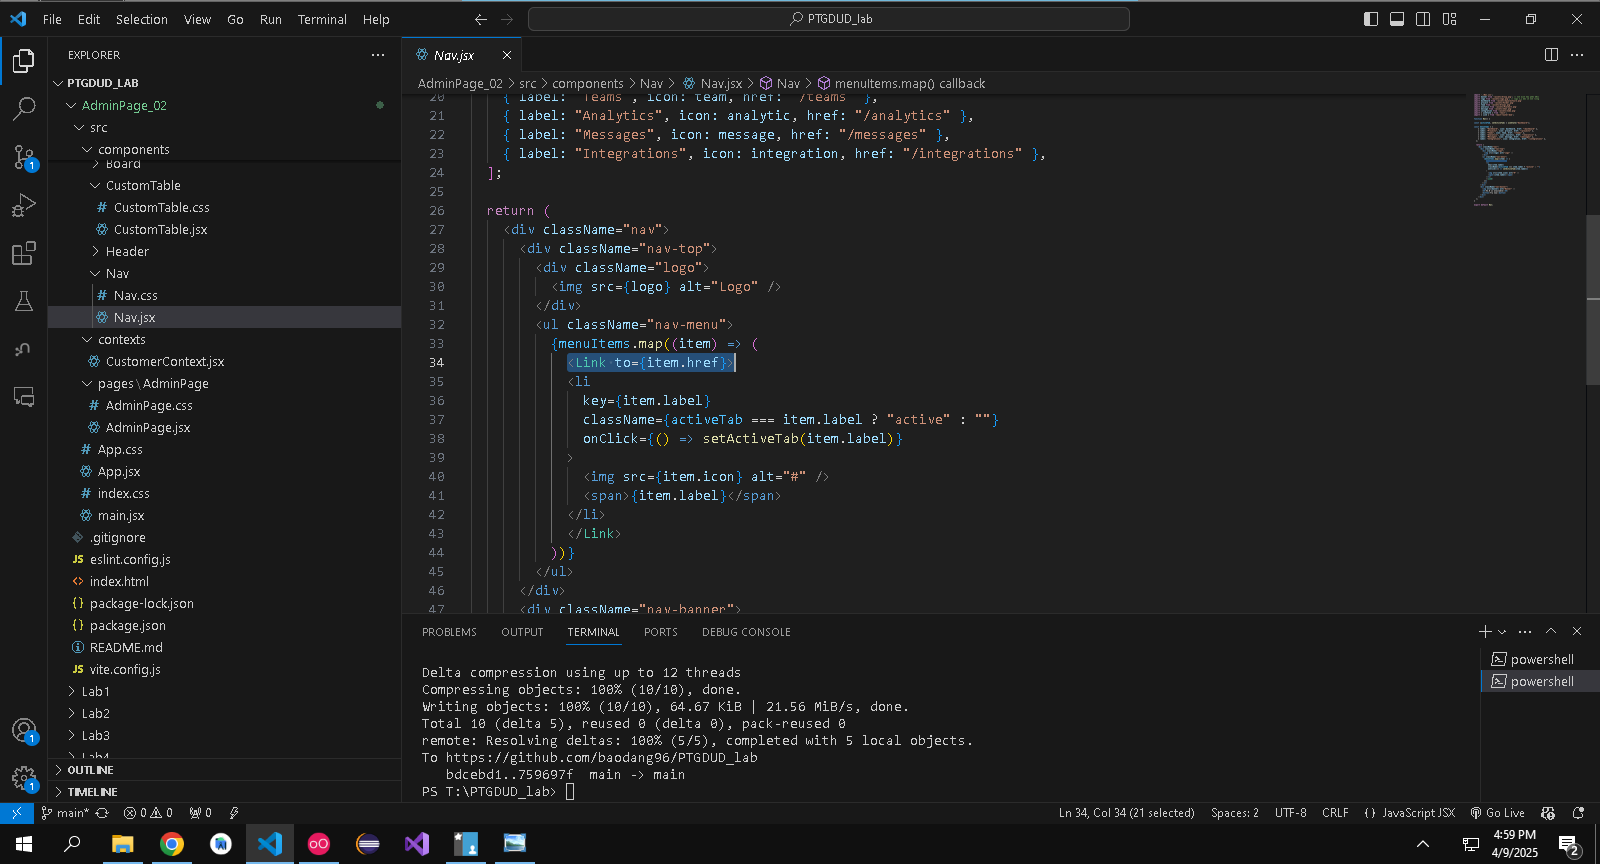 File Edit Selection View Go Run Terminal Help
PTGDUD_lab
EXPLORER
PTGDUD_LAB
AdminPage_02
src
components
Board
CustomTable
# CustomTable.css
CustomTable.jsx
Header
Nav
# Nav.css
Nav.jsx
contexts
CustomerContext.jsx
pages\AdminPage
# AdminPage.css
AdminPage.jsx
# App.css
App.jsx
# index.css
main.jsx
.gitignore
JS eslint.config.js
<> index.html
{} package-lock.json
{} package.json
README.md
JS vite.config.js
Lab1
Lab2
Lab3
Lab4
OUTLINE
TIMELINE
Nav.jsx
AdminPage_02 > src > components > Nav > Nav.jsx > Nav > menuItems.map() callback
20 { label: "Teams", icon: team, href: "/teams" },
21 { label: "Analytics", icon: analytic, href: "/analytics" },
22 { label: "Messages", icon: message, href: "/messages" },
23 { label: "Integrations", icon: integration, href: "/integrations" },
24 ];
25
26 return (
27 <div className="nav">
28 <div className="nav-top">
29 <div className="logo">
30 <img src={logo} alt="Logo" />
31 </div>
32 <ul className="nav-menu">
33 {menuItems.map((item) => (
34 <Link to={item.href}>
35 <li
36 key={item.label}
37 className={activeTab === item.label ? "active" : ""}
38 onClick={() => setActiveTab(item.label)}
39 >
40 <img src={item.icon} alt="#" />
41 <span>{item.label}</span>
42 </li>
43 </Link>
44 ))}
45 </ul>
46 </div>
47 <div className="nav-banner">
PROBLEMS OUTPUT TERMINAL PORTS DEBUG CONSOLE
Delta compression using up to 12 threads
Compressing objects: 100% (10/10), done.
Writing objects: 100% (10/10), 64.67 KiB | 21.56 MiB/s, done.
Total 10 (delta 5), reused 0 (delta 0), pack-reused 0
remote: Resolving deltas: 100% (5/5), completed with 5 local objects.
To https://github.com/baodang96/PTGDUD_lab
bdcebd1..759697f main -> main
PS T:\PTGDUD_lab>
powershell
powershell
1
1
1
main* 0 0 0
Ln 34, Col 34 (21 selected) Spaces: 2 UTF-8 CRLF {} JavaScript JSX Go Live
4:59 PM
4/9/2025
2